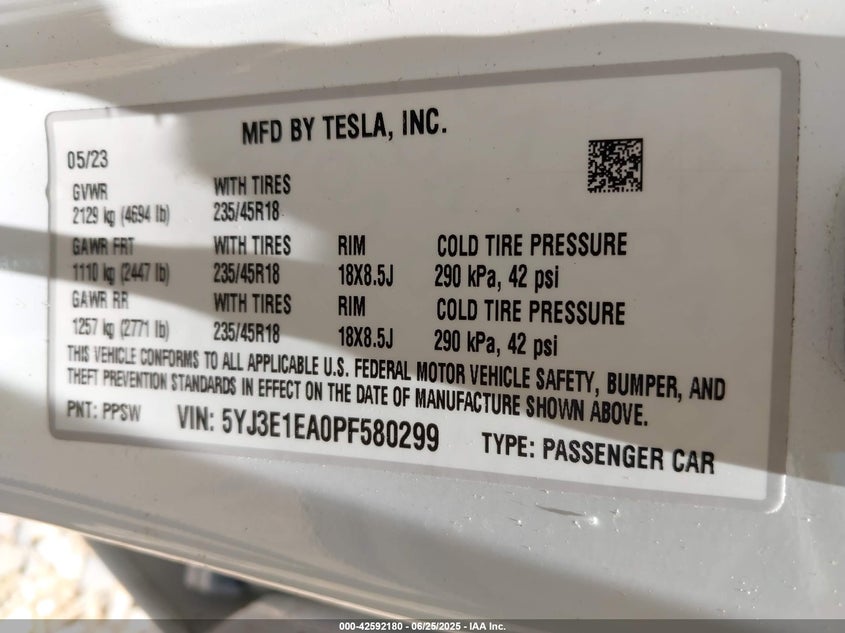 MFD BY TESLA, INC.
05/23
GVWR WITH TIRES
2129 kg (4694 lb) 235/45R18
GAWR FRT WITH TIRES RIM COLD TIRE PRESSURE
1110 kg (2447 lb) 235/45R18 18X8.5J 290 kPa, 42 psi
GAWR RR WITH TIRES RIM COLD TIRE PRESSURE
1257 kg (2771 lb) 235/45R18 18X8.5J 290 kPa, 42 psi
THIS VEHICLE CONFORMS TO ALL APPLICABLE U.S. FEDERAL MOTOR VEHICLE SAFETY, BUMPER, AND
THEFT PREVENTION STANDARDS IN EFFECT ON THE DATE OF MANUFACTURE SHOWN ABOVE.
PNT: PPSW VIN: 5YJ3E1EA0PF580299 TYPE: PASSENGER CAR
000-42592180 - 06/25/2025 - IAA Inc.